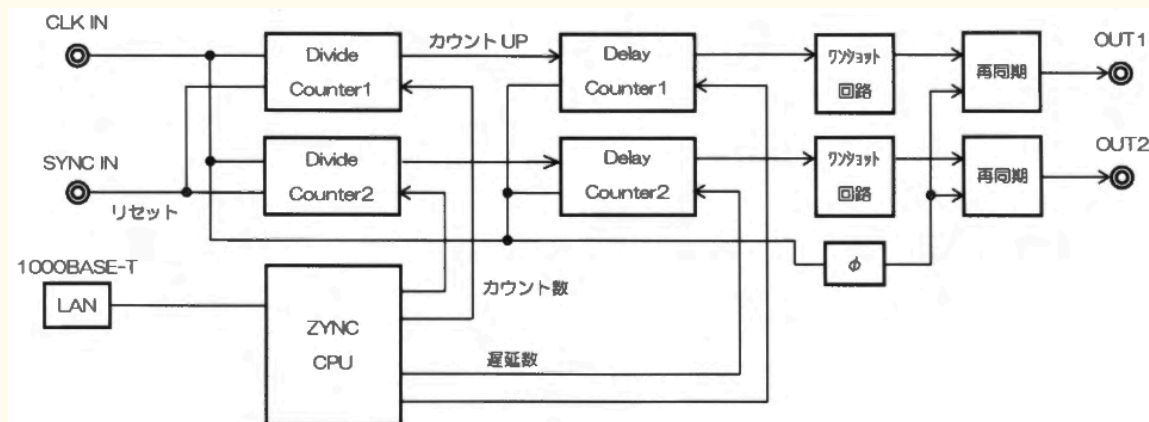 CLK IN
Divide
Counter1
カウントUP
Delay
Counter1
ワンショット
回路
再同期
OUT1
SYNC IN
リセット
Divide
Counter2
Delay
Counter2
ワンショット
回路
再同期
OUT2
φ
1000BASE-T
LAN
ZYNC
CPU
カウント数
遅延数